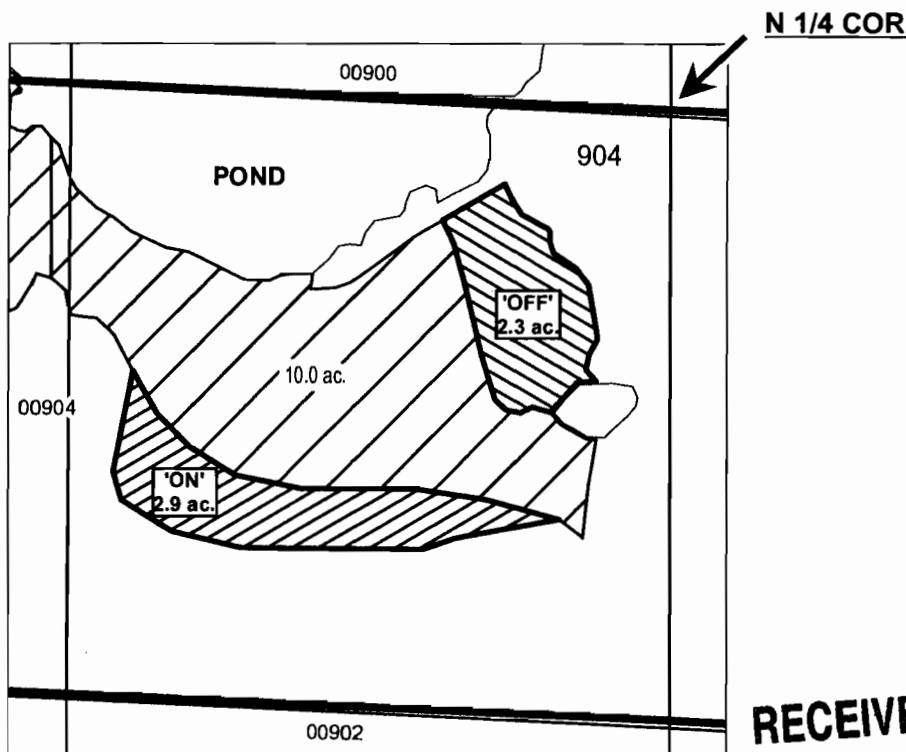 N 1/4 COR
00900
904
POND
'OFF'
2.3 ac.
10.0 ac.
00904
'ON'
2.9 ac.
00902